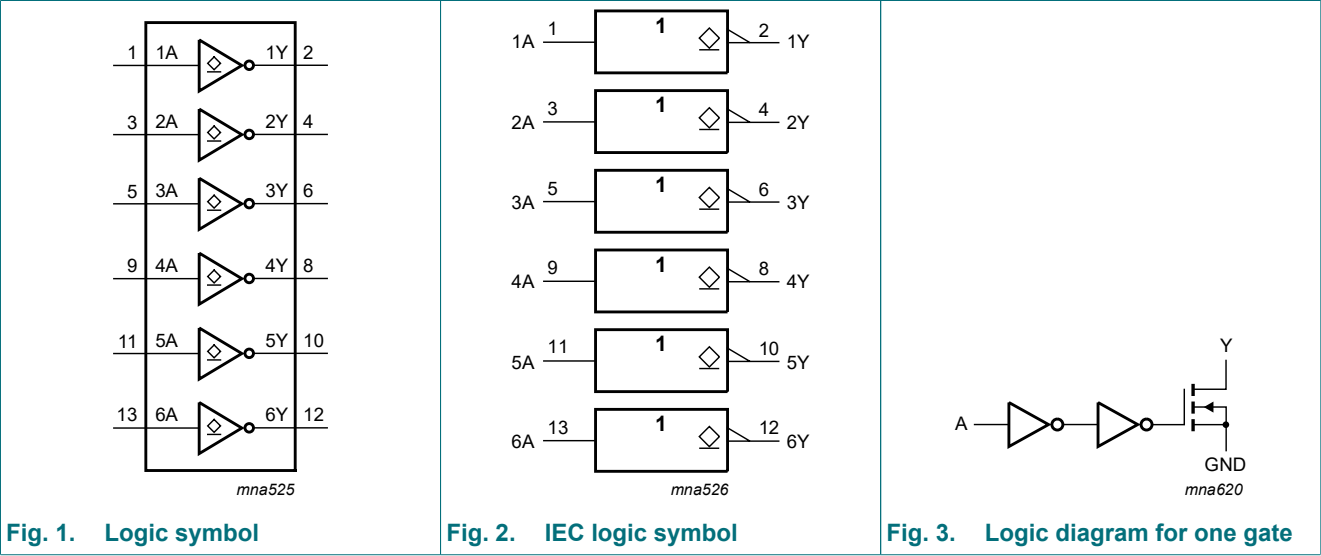 1 1A 1Y 2
3 2A 2Y 4
5 3A 3Y 6
9 4A 4Y 8
11 5A 5Y 10
13 6A 6Y 12
mna525
Fig. 1. Logic symbol
1A 1 1 2 1Y
2A 3 1 4 2Y
3A 5 1 6 3Y
4A 9 1 8 4Y
5A 11 1 10 5Y
6A 13 1 12 6Y
mna526
Fig. 2. IEC logic symbol
Y
A
GND
mna620
Fig. 3. Logic diagram for one gate